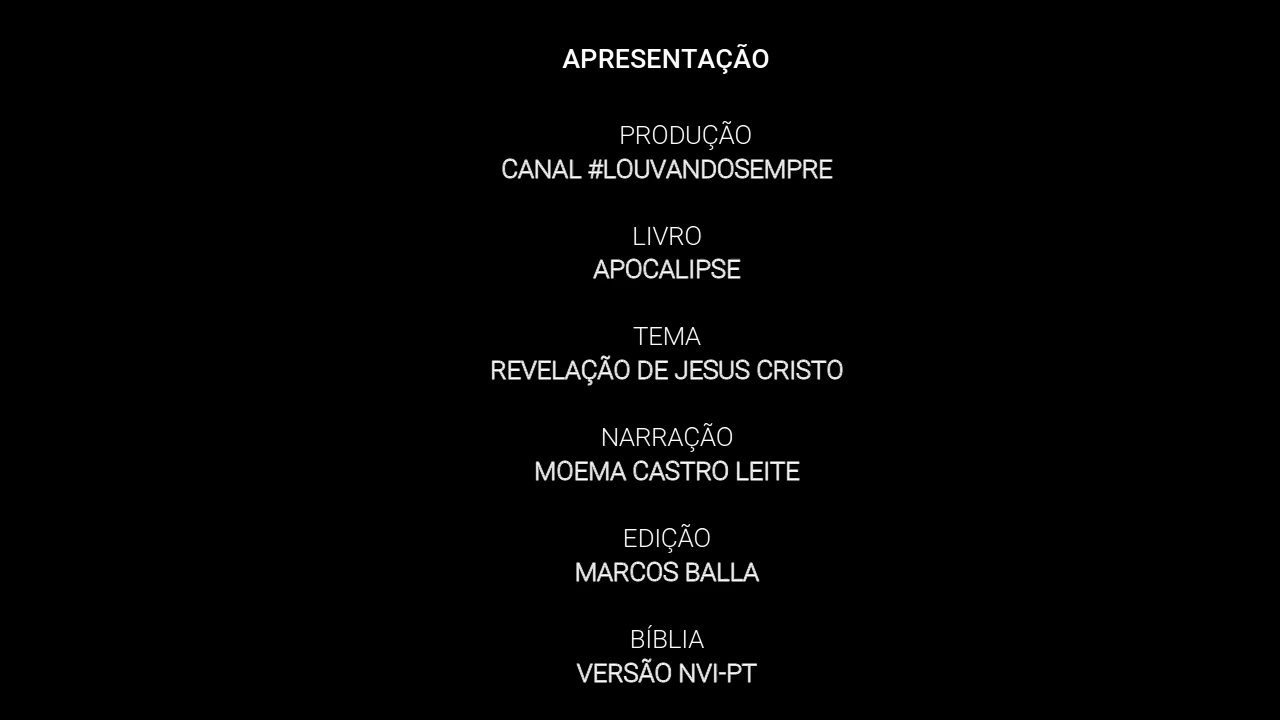 APRESENTAÇÃO
PRODUÇÃO
CANAL #LOUVANDOSEMPRE
LIVRO
APOCALIPSE
TEMA
REVELAÇÃO DE JESUS CRISTO
NARRAÇÃO
MOEMA CASTRO LEITE
EDIÇÃO
MARCOS BALLA
BÍBLIA
VERSÃO NVI-PT